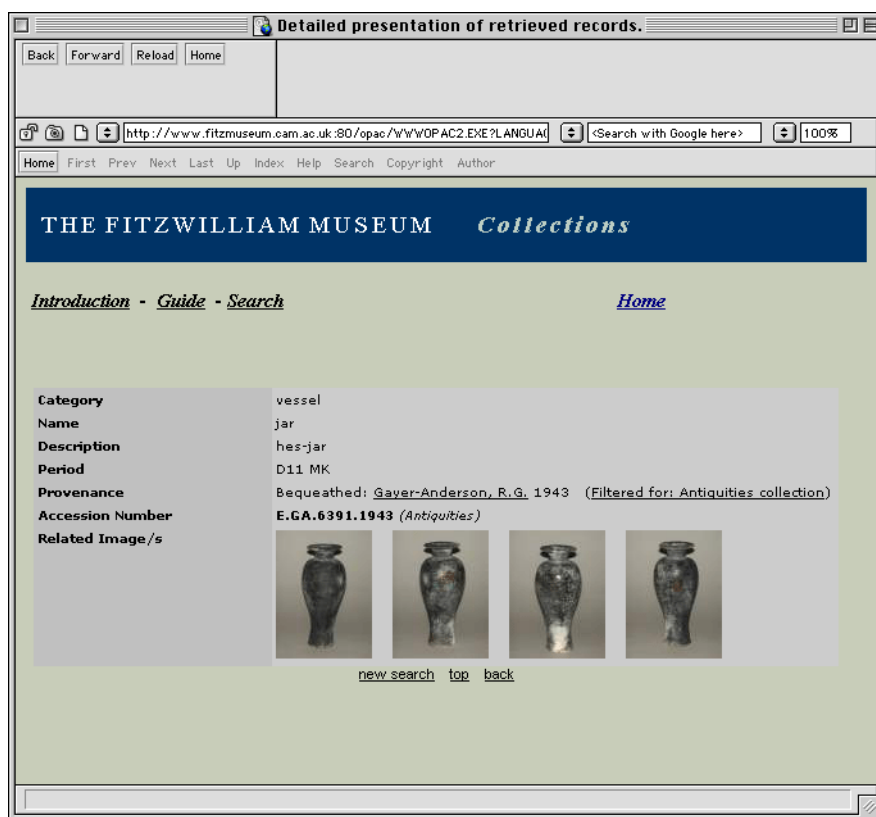 Detailed presentation of retrieved records.
Back Forward Reload Home
http://www.fitzmuseum.cam.ac.uk:80/opac/WWWOPAC2.EXE?LANGUA( <Search with Google here> 100%
Home First Prev Next Last Up Index Help Search Copyright Author
THE FITZWILLIAM MUSEUM Collections
Introduction - Guide - Search Home
Category vessel
Name jar
Description hes-jar
Period D11 MK
Provenance Bequeathed: Gayer-Anderson, R.G. 1943 (Filtered for: Antiquities collection)
Accession Number E.GA.6391.1943 (Antiquities)
Related Image/s
new search top back